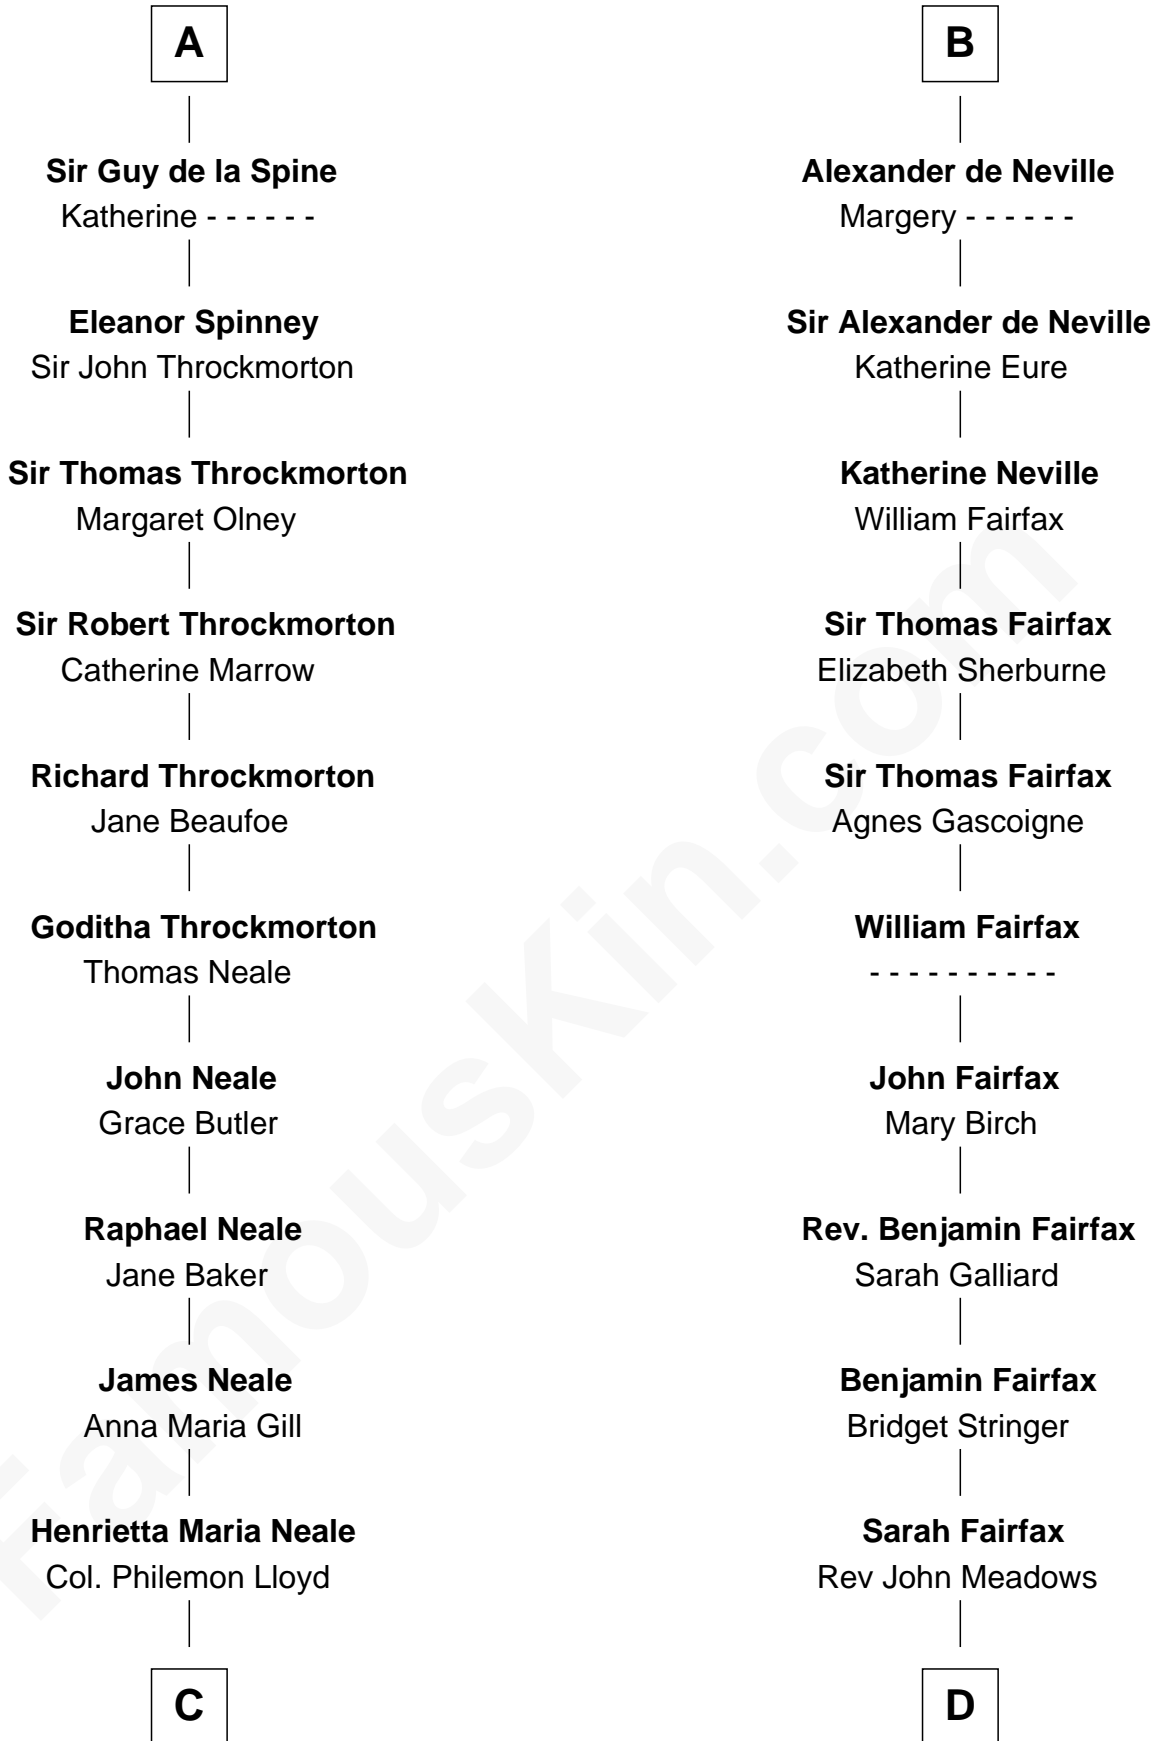 A
Sir Guy de la Spine
Katherine - - - - - -
Eleanor Spinney
Sir John Throckmorton
Sir Thomas Throckmorton
Margaret Olney
Sir Robert Throckmorton
Catherine Marrow
Richard Throckmorton
Jane Beaufoe
Goditha Throckmorton
Thomas Neale
John Neale
Grace Butler
Raphael Neale
Jane Baker
James Neale
Anna Maria Gill
Henrietta Maria Neale
Col. Philemon Lloyd
C
B
Alexander de Neville
Margery - - - - - -
Sir Alexander de Neville
Katherine Eure
Katherine Neville
William Fairfax
Sir Thomas Fairfax
Elizabeth Sherburne
Sir Thomas Fairfax
Agnes Gascoigne
William Fairfax
- - - - - - - - - -
John Fairfax
Mary Birch
Rev. Benjamin Fairfax
Sarah Galliard
Benjamin Fairfax
Bridget Stringer
Sarah Fairfax
Rev John Meadows
D
FamousKin.com